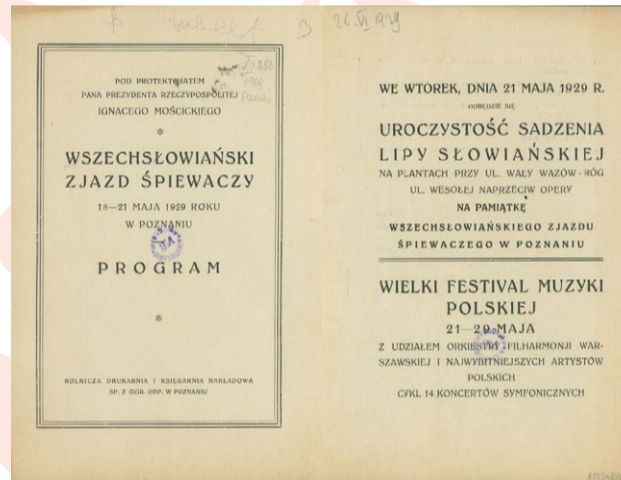 3 26.VI.1929
POD PROTEKTORATEM
PANA PREZYDENTA RZECZYPOSPOLITEJ
IGNACEGO MOŚCICKIEGO
*
WSZECHSŁOWIAŃSKI
ZJAZD ŚPIEWACZY
18—21 MAJA 1929 ROKU
W POZNANIU
PROGRAM
*
ROLNICZA DRUKARNIA I KSIĘGARNIA NAKŁADOWA
SP. Z OGR. ODP. W POZNANIU
WE WTOREK, DNIA 21 MAJA 1929 R.
ODBĘDZIE SIĘ
UROCZYSTOŚĆ SADZENIA
LIPY SŁOWIAŃSKIEJ
NA PLANTACH PRZY UL. WAŁY WAZÓW - RÓG
UL. WESOŁEJ NAPRZECIW OPERY
NA PAMIĄTKĘ
WSZECHSŁOWIAŃSKIEGO ZJAZDU
ŚPIEWACZEGO W POZNANIU
WIELKI FESTIVAL MUZYKI
POLSKIEJ
21—29 MAJA
Z UDZIAŁEM ORKIESTRY FILHARMONJI WAR-
SZAWSKIEJ I NAJWYBITNIEJSZYCH ARTYSTÓW
POLSKICH
CYKL 14 KONCERTÓW SYMFONICZNYCH